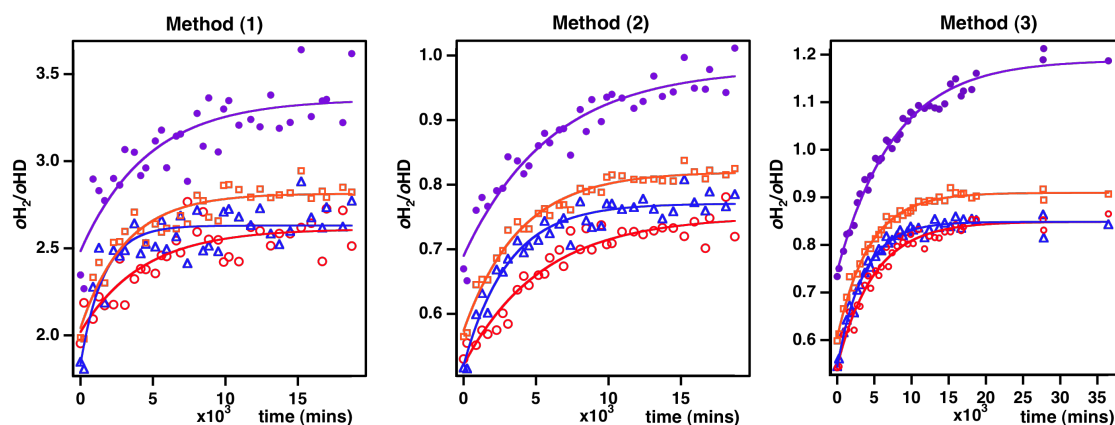 Method (1)
oH₂/oHD
3.5
3.0
2.5
2.0
0
5
10
15
x10³
time (mins)
Method (2)
oH₂/oHD
1.0
0.9
0.8
0.7
0.6
0
5
10
15
x10³
time (mins)
Method (3)
oH₂/oHD
1.2
1.1
1.0
0.9
0.8
0.7
0.6
0
5
10
15
20
25
30
35
x10³
time (mins)